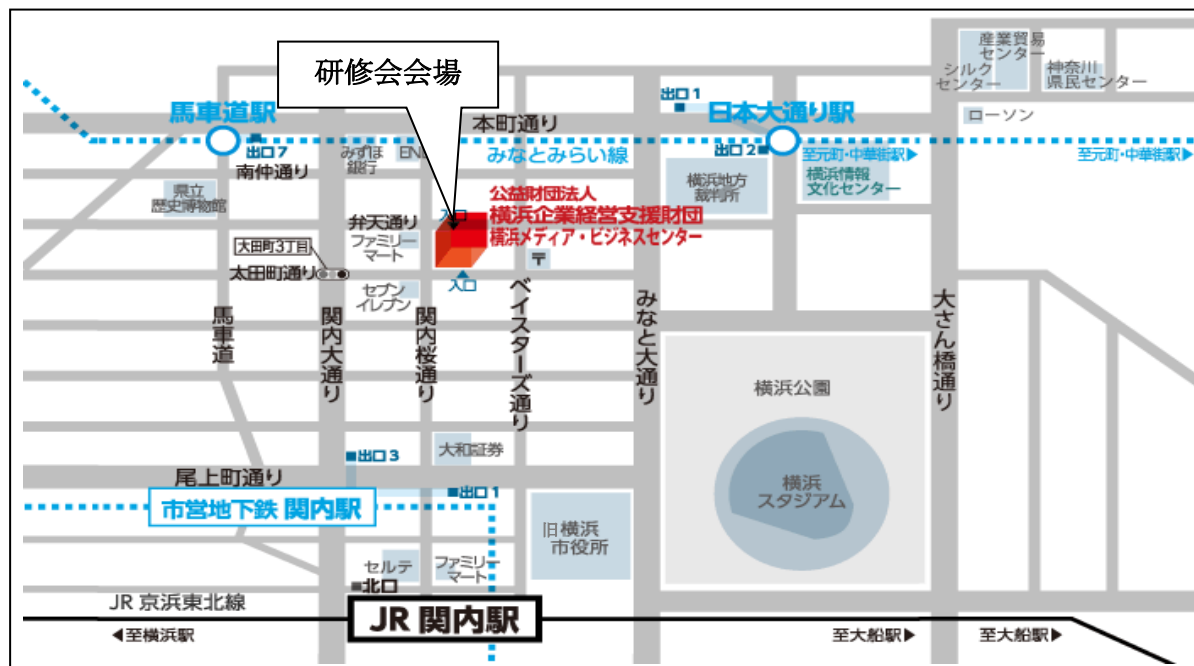 研修会会場
産業貿易
センター
シルク
センター
神奈川
県民センター
ローソン
馬車道駅
出口7
本町通り
出口1
日本大通り駅
出口2
みなとみらい線
至元町・中華街駅▶
至元町・中華街駅▶
南仲通り
みずほ
銀行
県立
歴史博物館
横浜地方
裁判所
横浜情報
文化センター
公益財団法人
横浜企業経営支援財団
横浜メディア・ビジネスセンター
入口
弁天通り
ファミリー
マート
大田町3丁目
太田町通り
〒
入口
セブン
イレブン
馬車道
関内大通り
関内桜通り
ベイスターズ通り
みなと大通り
大さん橋通り
横浜公園
横浜
スタジアム
大和証券
出口3
尾上町通り
出口1
市営地下鉄 関内駅
旧横浜
市役所
セルテ
ファミリー
マート
北口
JR 京浜東北線
JR 関内駅
◀至横浜駅
至大船駅▶
至大船駅▶